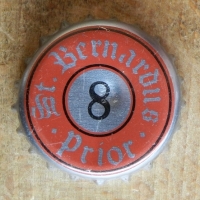 St. Bernardus
8
· Prior ·